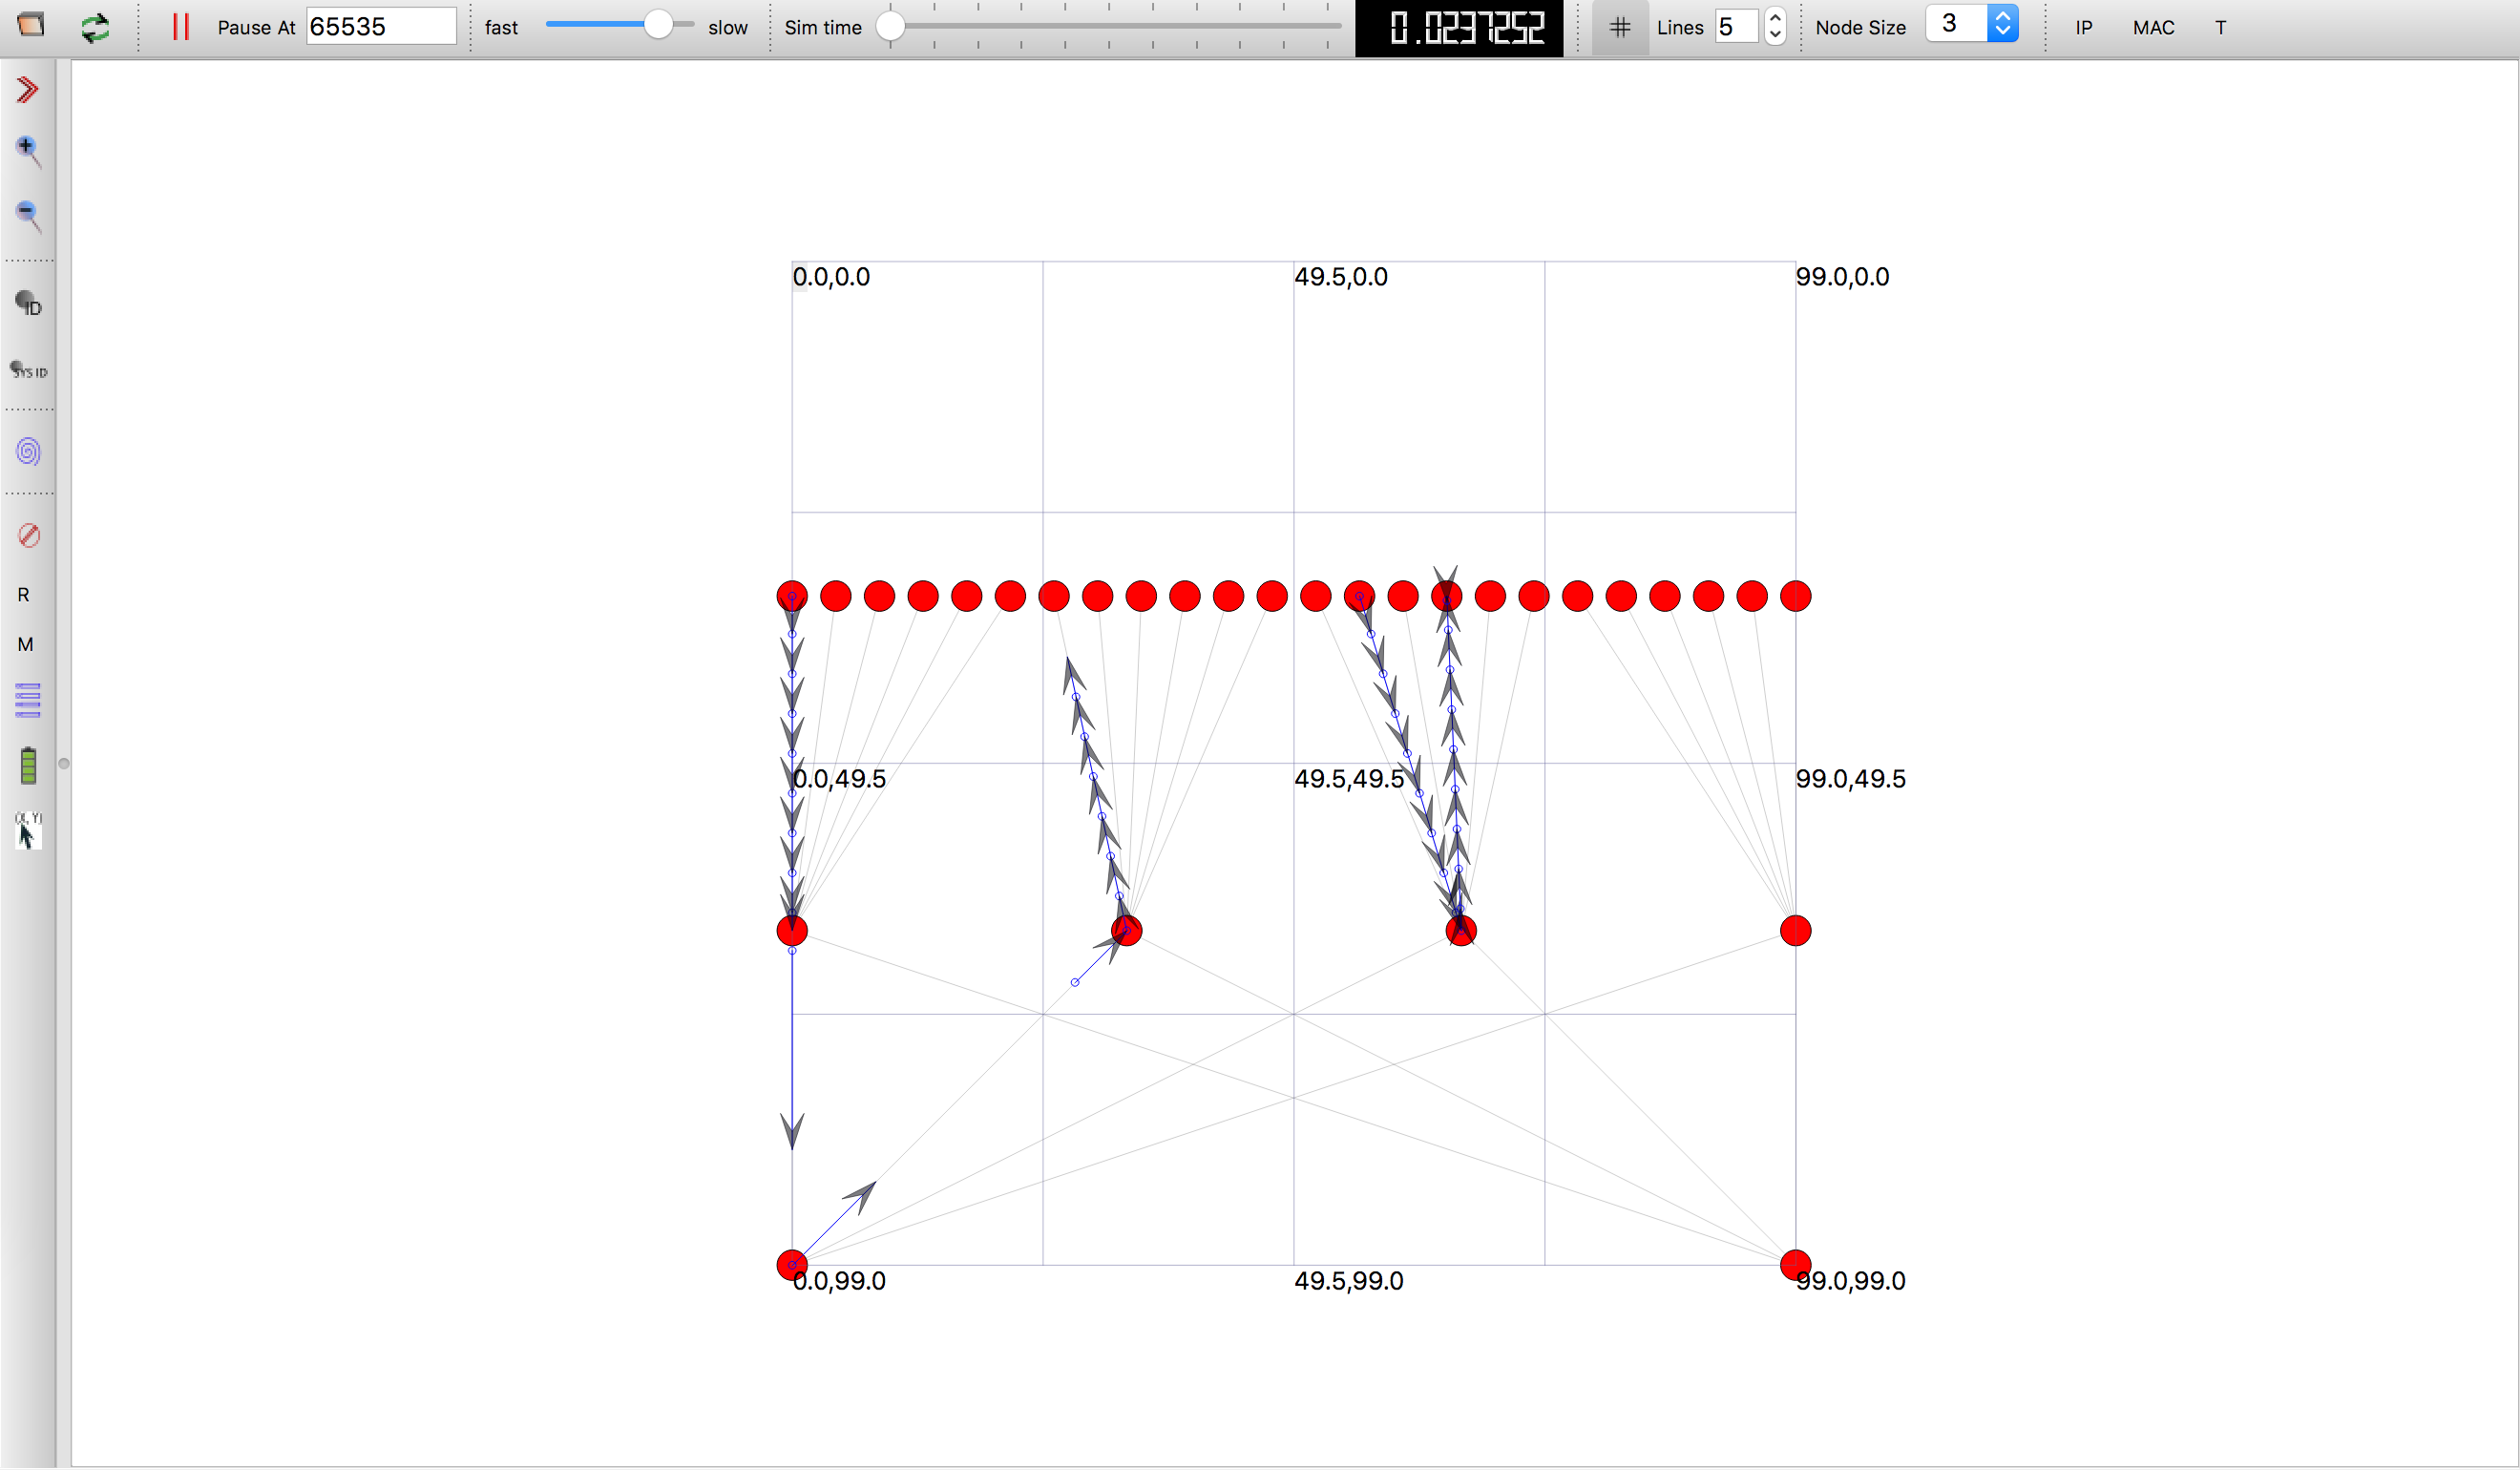 Pause At 65535 fast slow Sim time 0.0237252 Lines 5 Node Size 3 IP MAC T
ID
SYS ID
R
M
(X, Y)
0.0,0.0 49.5,0.0 99.0,0.0
0.0,49.5 49.5,49.5 99.0,49.5
0.0,99.0 49.5,99.0 99.0,99.0